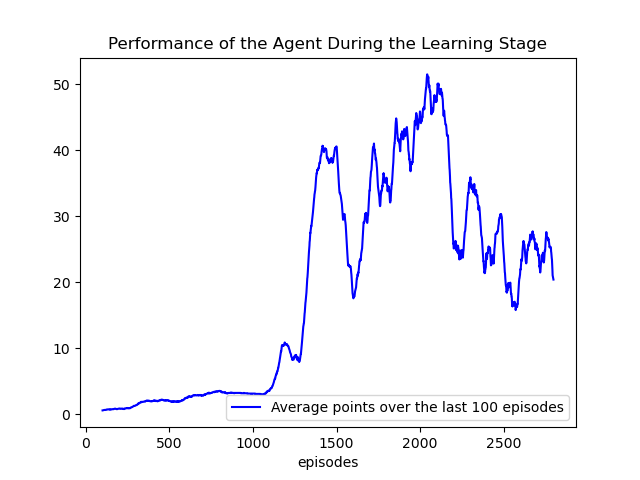 Performance of the Agent During the Learning Stage
50
40
30
20
10
0
Average points over the last 100 episodes
0 500 1000 1500 2000 2500
episodes